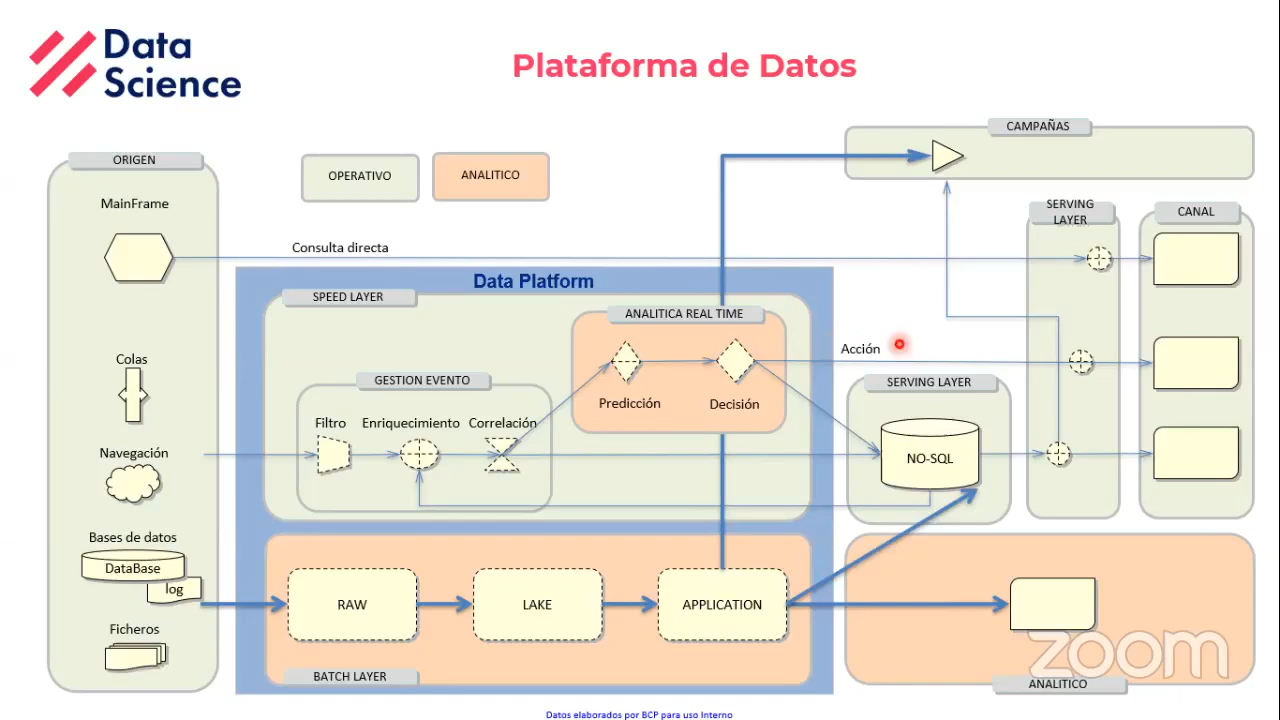 Data
Science
Plataforma de Datos
CAMPAÑAS
ORIGEN
OPERATIVO
ANALITICO
MainFrame
SERVING
LAYER
CANAL
Consulta directa
Data Platform
SPEED LAYER
ANALITICA REAL TIME
Acción
Colas
GESTION EVENTO
SERVING LAYER
Predicción
Decisión
Filtro
Enriquecimiento
Correlación
Navegación
NO-SQL
Bases de datos
DataBase
log
RAW
LAKE
APPLICATION
Ficheros
zoom
BATCH LAYER
ANALITICO
Datos elaborados por BCP para uso Interno